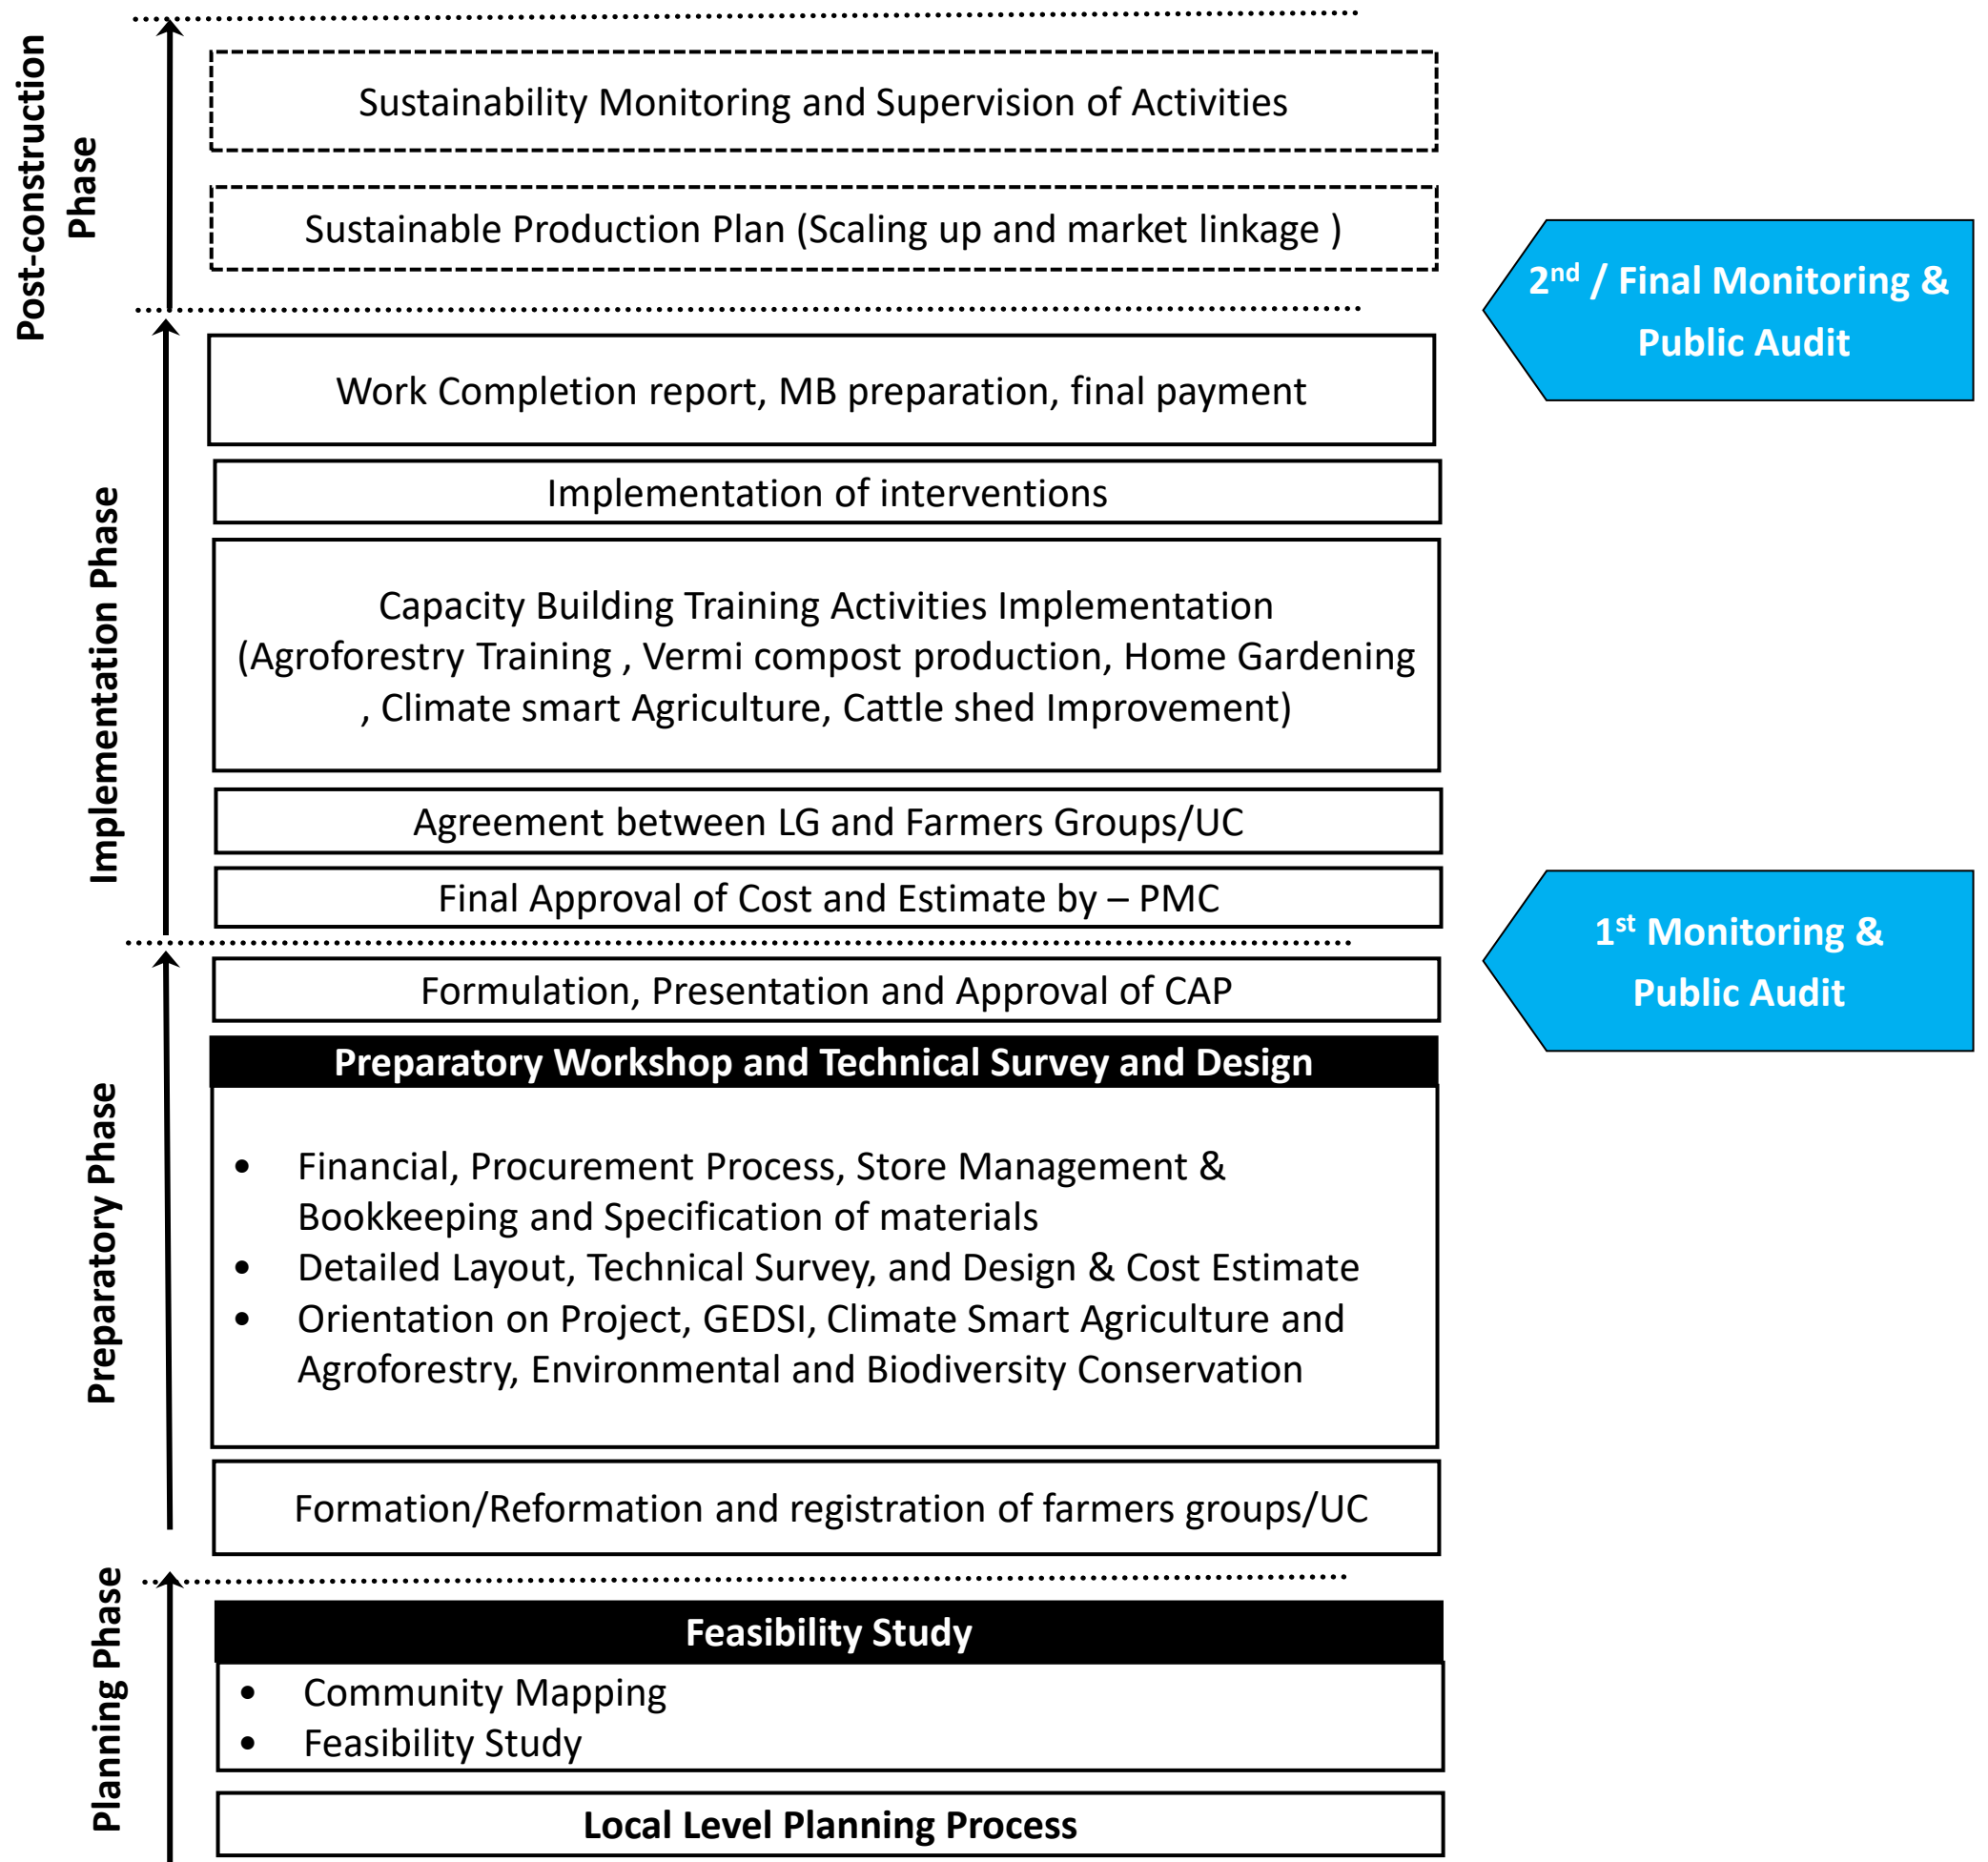 Post-construction
Phase
Sustainability Monitoring and Supervision of Activities
Sustainable Production Plan (Scaling up and market linkage )
2nd / Final Monitoring &
Public Audit
Implementation Phase
Work Completion report, MB preparation, final payment
Implementation of interventions
Capacity Building Training Activities Implementation
(Agroforestry Training , Vermi compost production, Home Gardening
, Climate smart Agriculture, Cattle shed Improvement)
Agreement between LG and Farmers Groups/UC
Final Approval of Cost and Estimate by – PMC
1st Monitoring &
Public Audit
Preparatory Phase
Formulation, Presentation and Approval of CAP
Preparatory Workshop and Technical Survey and Design
• Financial, Procurement Process, Store Management &
Bookkeeping and Specification of materials
• Detailed Layout, Technical Survey, and Design & Cost Estimate
• Orientation on Project, GEDSI, Climate Smart Agriculture and
Agroforestry, Environmental and Biodiversity Conservation
Formation/Reformation and registration of farmers groups/UC
Planning Phase
Feasibility Study
• Community Mapping
• Feasibility Study
Local Level Planning Process